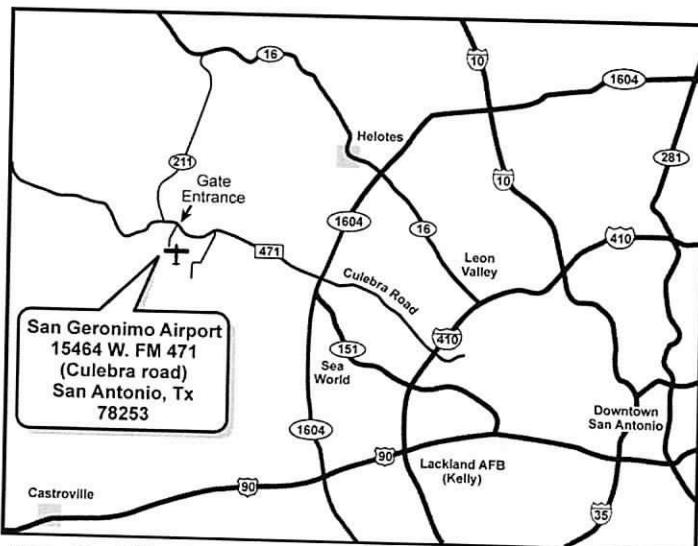 16
10
1604
Helotes
281
211
Gate
Entrance
10
1604
16
410
471
Leon
Valley
Culebra Road
410
San Geronimo Airport
15464 W. FM 471
(Culebra road)
San Antonio, Tx
78253
151
Sea
World
Downtown
San Antonio
1604
90
Lackland AFB
(Kelly)
90
Castroville
35